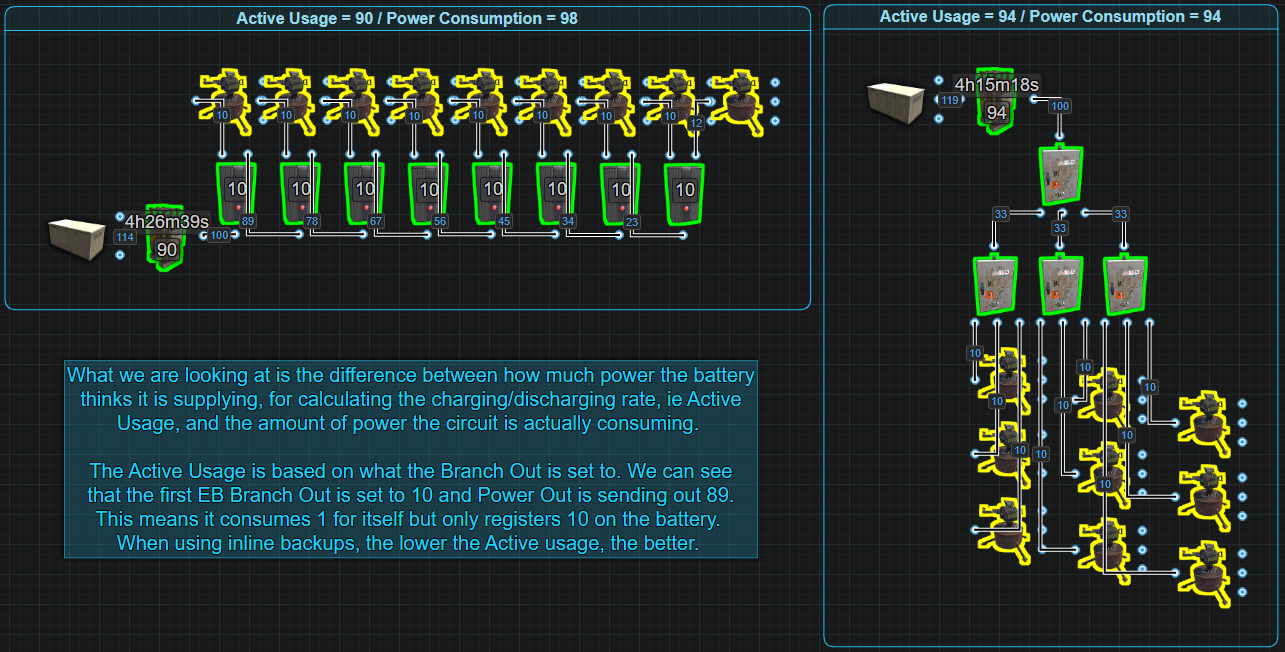 Active Usage = 90 / Power Consumption = 98
10 10 10 10 10 10 10 10 12
10 10 10 10 10 10 10 10
89 78 67 56 45 34 23
4h26m39s
114
100
90
Active Usage = 94 / Power Consumption = 94
4h15m18s
119
100
94
33 33
33
10
10
10
10
10
10
10
10
10
What we are looking at is the difference between how much power the battery
thinks it is supplying, for calculating the charging/discharging rate, ie Active
Usage, and the amount of power the circuit is actually consuming.
The Active Usage is based on what the Branch Out is set to. We can see
that the first EB Branch Out is set to 10 and Power Out is sending out 89.
This means it consumes 1 for itself but only registers 10 on the battery.
When using inline backups, the lower the Active usage, the better.